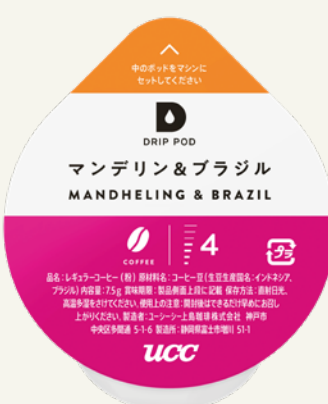 中のポッドをマシンに
セットしてください
DRIP POD
マンデリン&ブラジル
MANDHELING & BRAZIL
COFFEE
4
プラ
品名:レギュラーコーヒー(粉) 原材料名:コーヒー豆(生豆生産国名:インドネシア、
ブラジル) 内容量:7.5g 賞味期限:製品側面上段に記載 保存方法:直射日光、
高温多湿をさけてください。使用上の注意:開封後はできるだけ早めにお召し
上がりください。製造者:ユーシーシー上島珈琲株式会社 神戸市
中央区多聞通 5-1-6 製造所:静岡県富士市増川 51-1
UCC